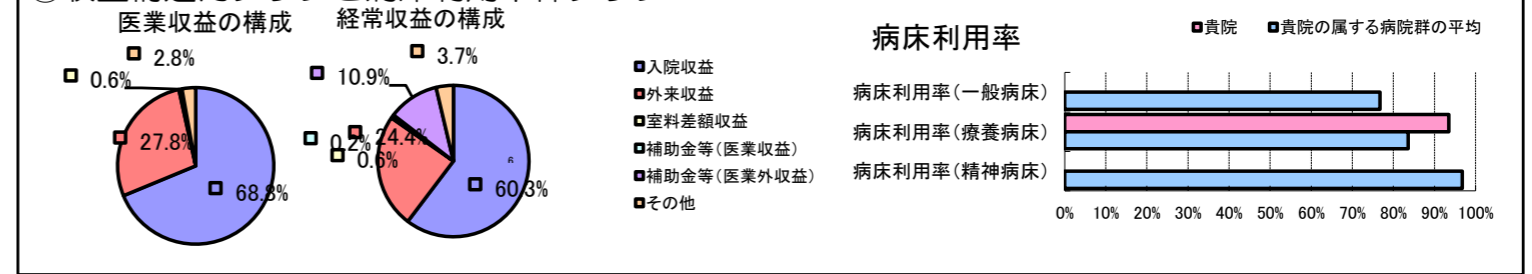 医業収益の構成
経常収益の構成
2.8%
0.6%
27.8%
68.8%
3.7%
10.9%
0.2%
24.4%
0.6%
60.3%
入院収益
外来収益
室料差額収益
補助金等(医業収益)
補助金等(医業外収益)
その他
病床利用率
貴院
貴院の属する病院群の平均
病床利用率(一般病床)
病床利用率(療養病床)
病床利用率(精神病床)
0% 10% 20% 30% 40% 50% 60% 70% 80% 90% 100%